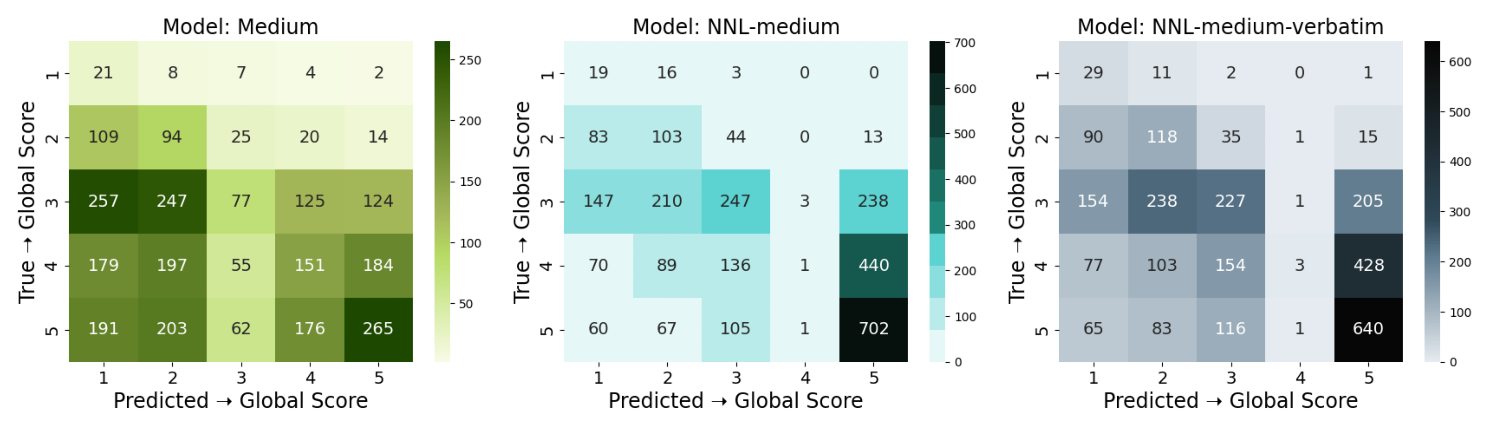 Model: Medium
True → Global Score
1 21 8 7 4 2
2 109 94 25 20 14
3 257 247 77 125 124
4 179 197 55 151 184
5 191 203 62 176 265
1 2 3 4 5
Predicted → Global Score
250
200
150
100
50
Model: NNL-medium
True → Global Score
1 19 16 3 0 0
2 83 103 44 0 13
3 147 210 247 3 238
4 70 89 136 1 440
5 60 67 105 1 702
1 2 3 4 5
Predicted → Global Score
700
600
500
400
300
200
100
0
Model: NNL-medium-verbatim
True → Global Score
1 29 11 2 0 1
2 90 118 35 1 15
3 154 238 227 1 205
4 77 103 154 3 428
5 65 83 116 1 640
1 2 3 4 5
Predicted → Global Score
600
500
400
300
200
100
0